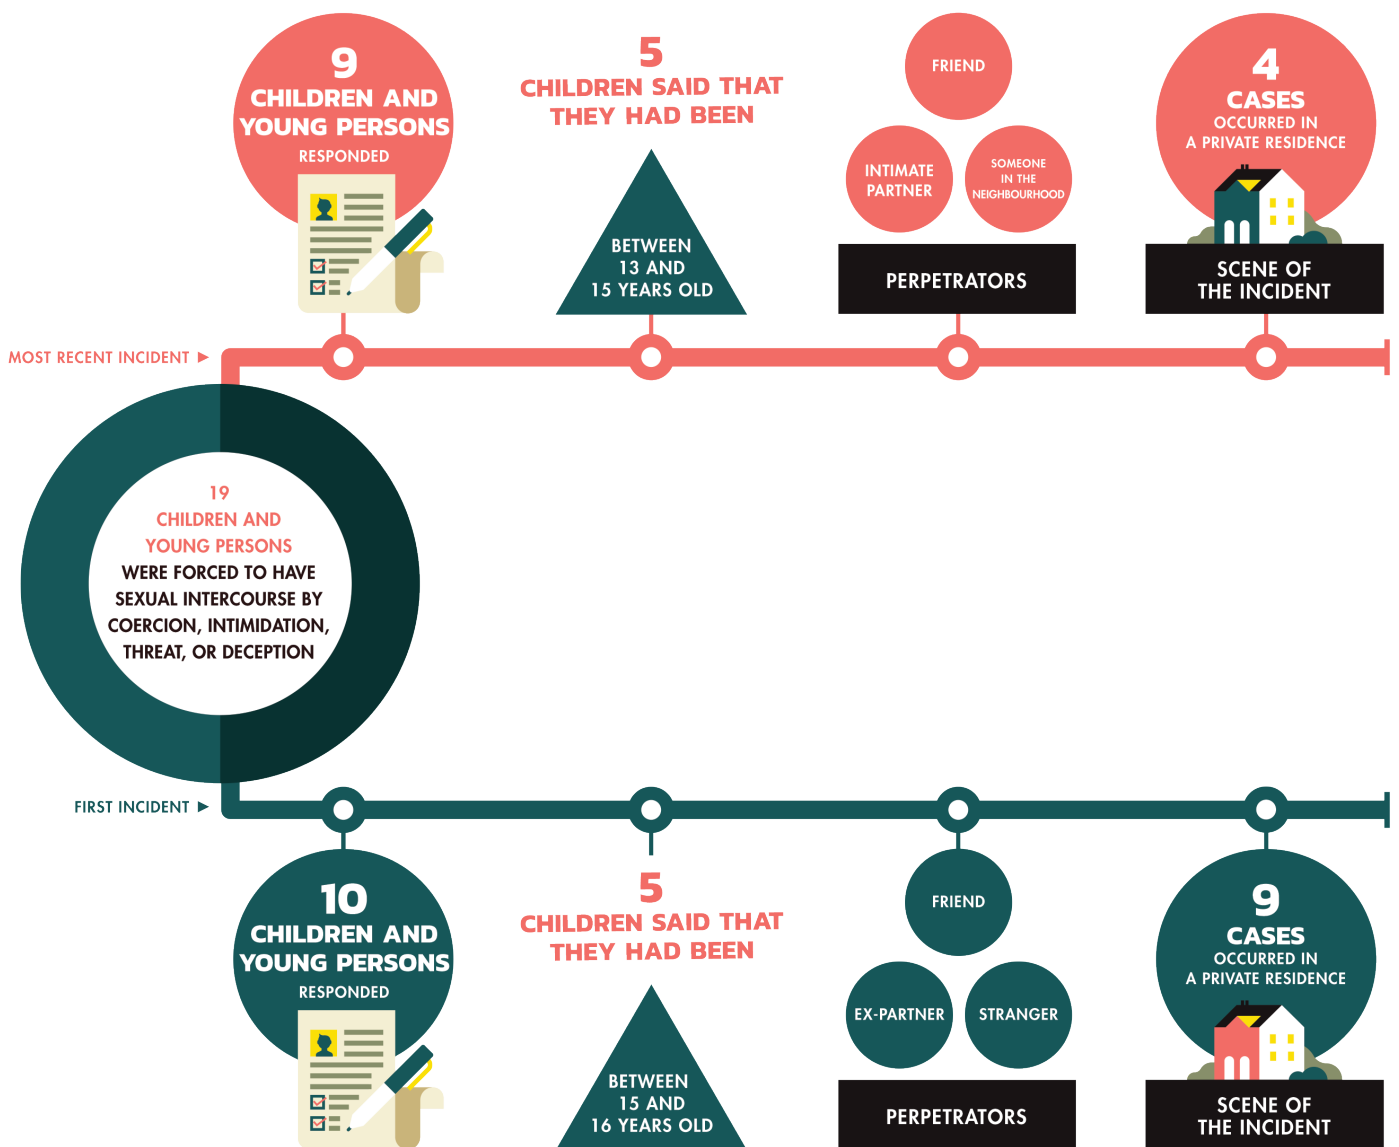 9
CHILDREN AND
YOUNG PERSONS
RESPONDED
5
CHILDREN SAID THAT
THEY HAD BEEN
BETWEEN
13 AND
15 YEARS OLD
FRIEND
INTIMATE
PARTNER
SOMEONE
IN THE
NEIGHBOURHOOD
PERPETRATORS
4
CASES
OCCURRED IN
A PRIVATE RESIDENCE
SCENE OF
THE INCIDENT
MOST RECENT INCIDENT ►
19
CHILDREN AND
YOUNG PERSONS
WERE FORCED TO HAVE
SEXUAL INTERCOURSE BY
COERCION, INTIMIDATION,
THREAT, OR DECEPTION
FIRST INCIDENT ►
10
CHILDREN AND
YOUNG PERSONS
RESPONDED
5
CHILDREN SAID THAT
THEY HAD BEEN
BETWEEN
15 AND
16 YEARS OLD
FRIEND
EX-PARTNER
STRANGER
PERPETRATORS
9
CASES
OCCURRED IN
A PRIVATE RESIDENCE
SCENE OF
THE INCIDENT